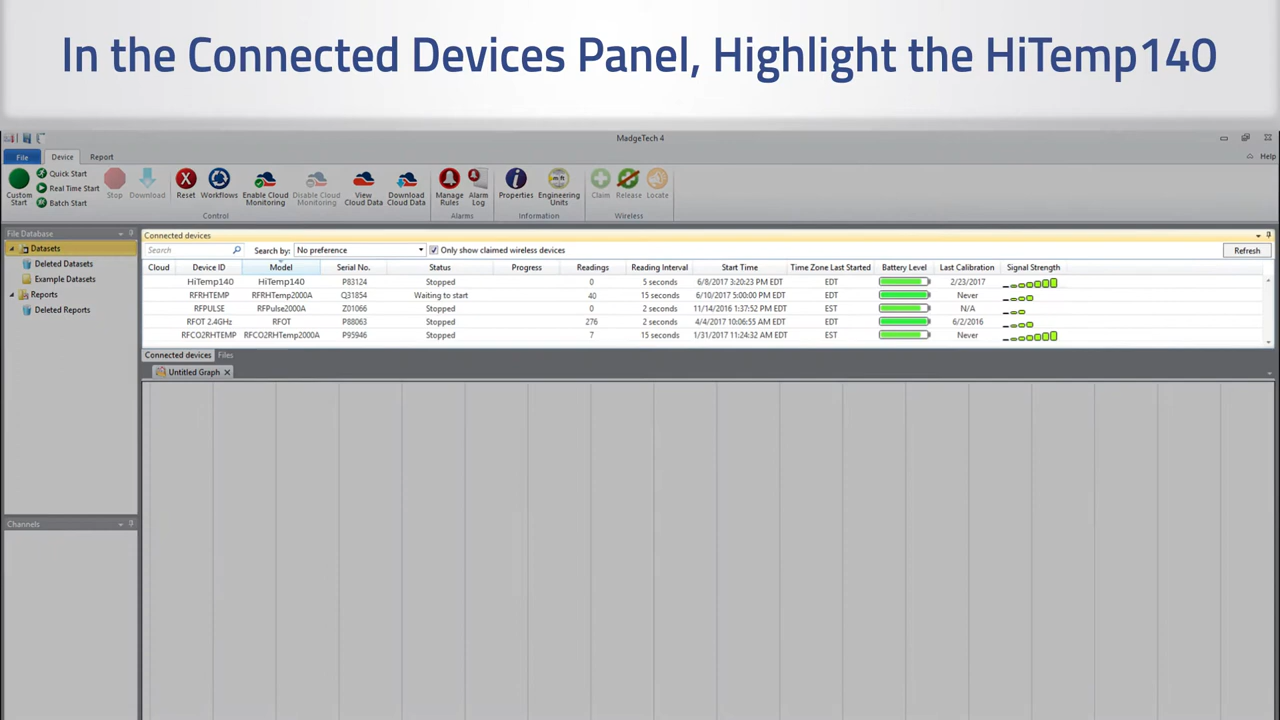 In the Connected Devices Panel, Highlight the HiTemp140
MadgeTech 4
File Device Report Help
Custom Start
Quick Start
Real Time Start
Batch Start
Stop
Download
Reset
Workflows
Enable Cloud Monitoring
Disable Cloud Monitoring
View Cloud Data
Download Cloud Data
Manage Rules
Alarm Log
Properties
Engineering Units
Claim
Release
Locate
Control Alarms Information Wireless
File Database
Datasets
Deleted Datasets
Example Datasets
Reports
Deleted Reports
Channels
Connected devices
Search Search by: No preference Only show claimed wireless devices Refresh
Cloud Device ID Model Serial No. Status Progress Readings Reading Interval Start Time Time Zone Last Started Battery Level Last Calibration Signal Strength
HiTemp140 HiTemp140 P83124 Stopped 0 5 seconds 6/8/2017 3:20:23 PM EDT EDT 2/23/2017
RFRHTEMP RFRHTemp2000A Q31854 Waiting to start 40 15 seconds 6/10/2017 5:00:00 PM EDT EDT Never
RFPULSE RFPulse2000A Z01066 Stopped 0 2 seconds 11/14/2016 1:37:52 PM EST EST N/A
RFOT 2.4GHz RFOT P88063 Stopped 276 2 seconds 4/4/2017 10:06:55 AM EDT EDT 6/2/2016
RFCO2RHTEMP RFCO2RHTemp2000A P95946 Stopped 7 15 seconds 1/31/2017 11:24:32 AM EDT EST Never
Connected devices Files
Untitled Graph